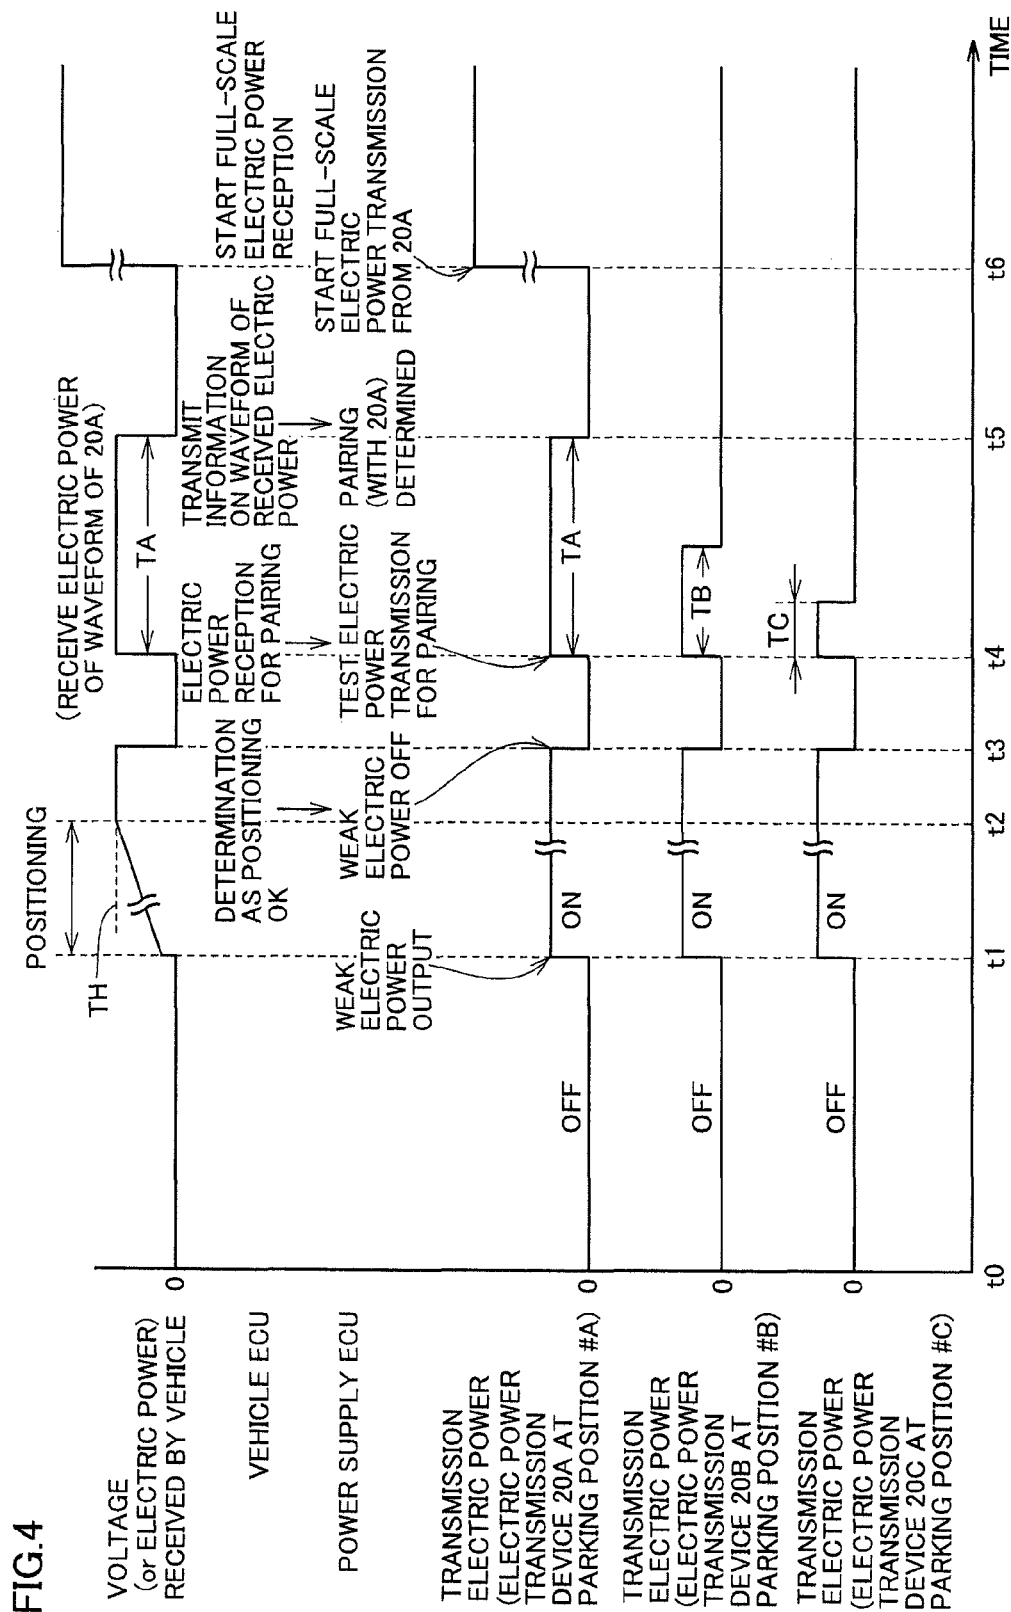 FIG.4
VOLTAGE
(or ELECTRIC POWER)
RECEIVED BY VEHICLE
0
TH
POSITIONING
(RECEIVE ELECTRIC POWER
OF WAVEFORM OF 20A)
TA
VEHICLE ECU
DETERMINATION
AS POSITIONING
OK
ELECTRIC
POWER
RECEPTION
FOR PAIRING
TRANSMIT
INFORMATION
ON WAVEFORM OF
RECEIVED ELECTRIC
POWER
START FULL-SCALE
ELECTRIC POWER
RECEPTION
POWER SUPPLY ECU
WEAK
ELECTRIC
POWER
OUTPUT
WEAK
ELECTRIC
POWER OFF
TEST ELECTRIC
POWER
TRANSMISSION
FOR PAIRING
PAIRING
(WITH 20A)
DETERMINED
START FULL-SCALE
ELECTRIC
POWER TRANSMISSION
FROM 20A
TRANSMISSION
ELECTRIC POWER
(ELECTRIC POWER
TRANSMISSION
DEVICE 20A AT
PARKING POSITION #A)
0
OFF
ON
TA
TRANSMISSION
ELECTRIC POWER
(ELECTRIC POWER
TRANSMISSION
DEVICE 20B AT
PARKING POSITION #B)
0
OFF
ON
TB
TRANSMISSION
ELECTRIC POWER
(ELECTRIC POWER
TRANSMISSION
DEVICE 20C AT
PARKING POSITION #C)
0
OFF
ON
TC
t0
t1
t2
t3
t4
t5
t6
TIME